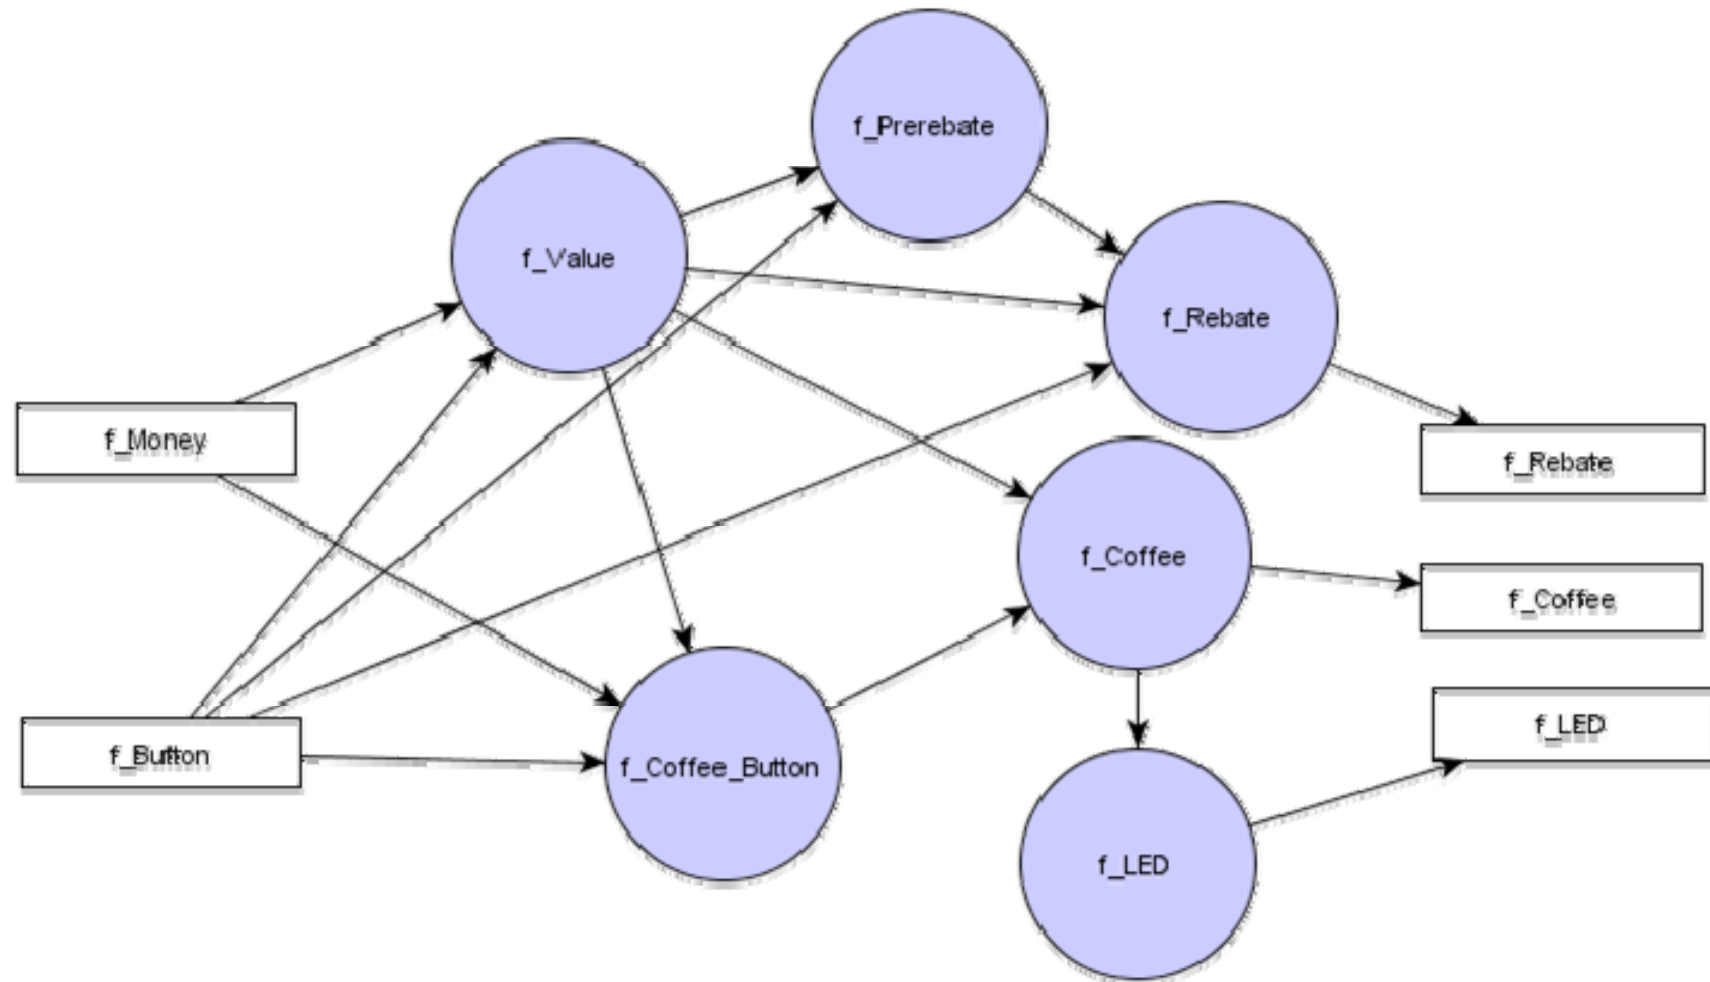 f_Prerebate
f_Value
f_Rebate
f_Money
f_Rebate
f_Coffee
f_Coffee
f_LED
f_Button
f_Coffee_Button
f_LED